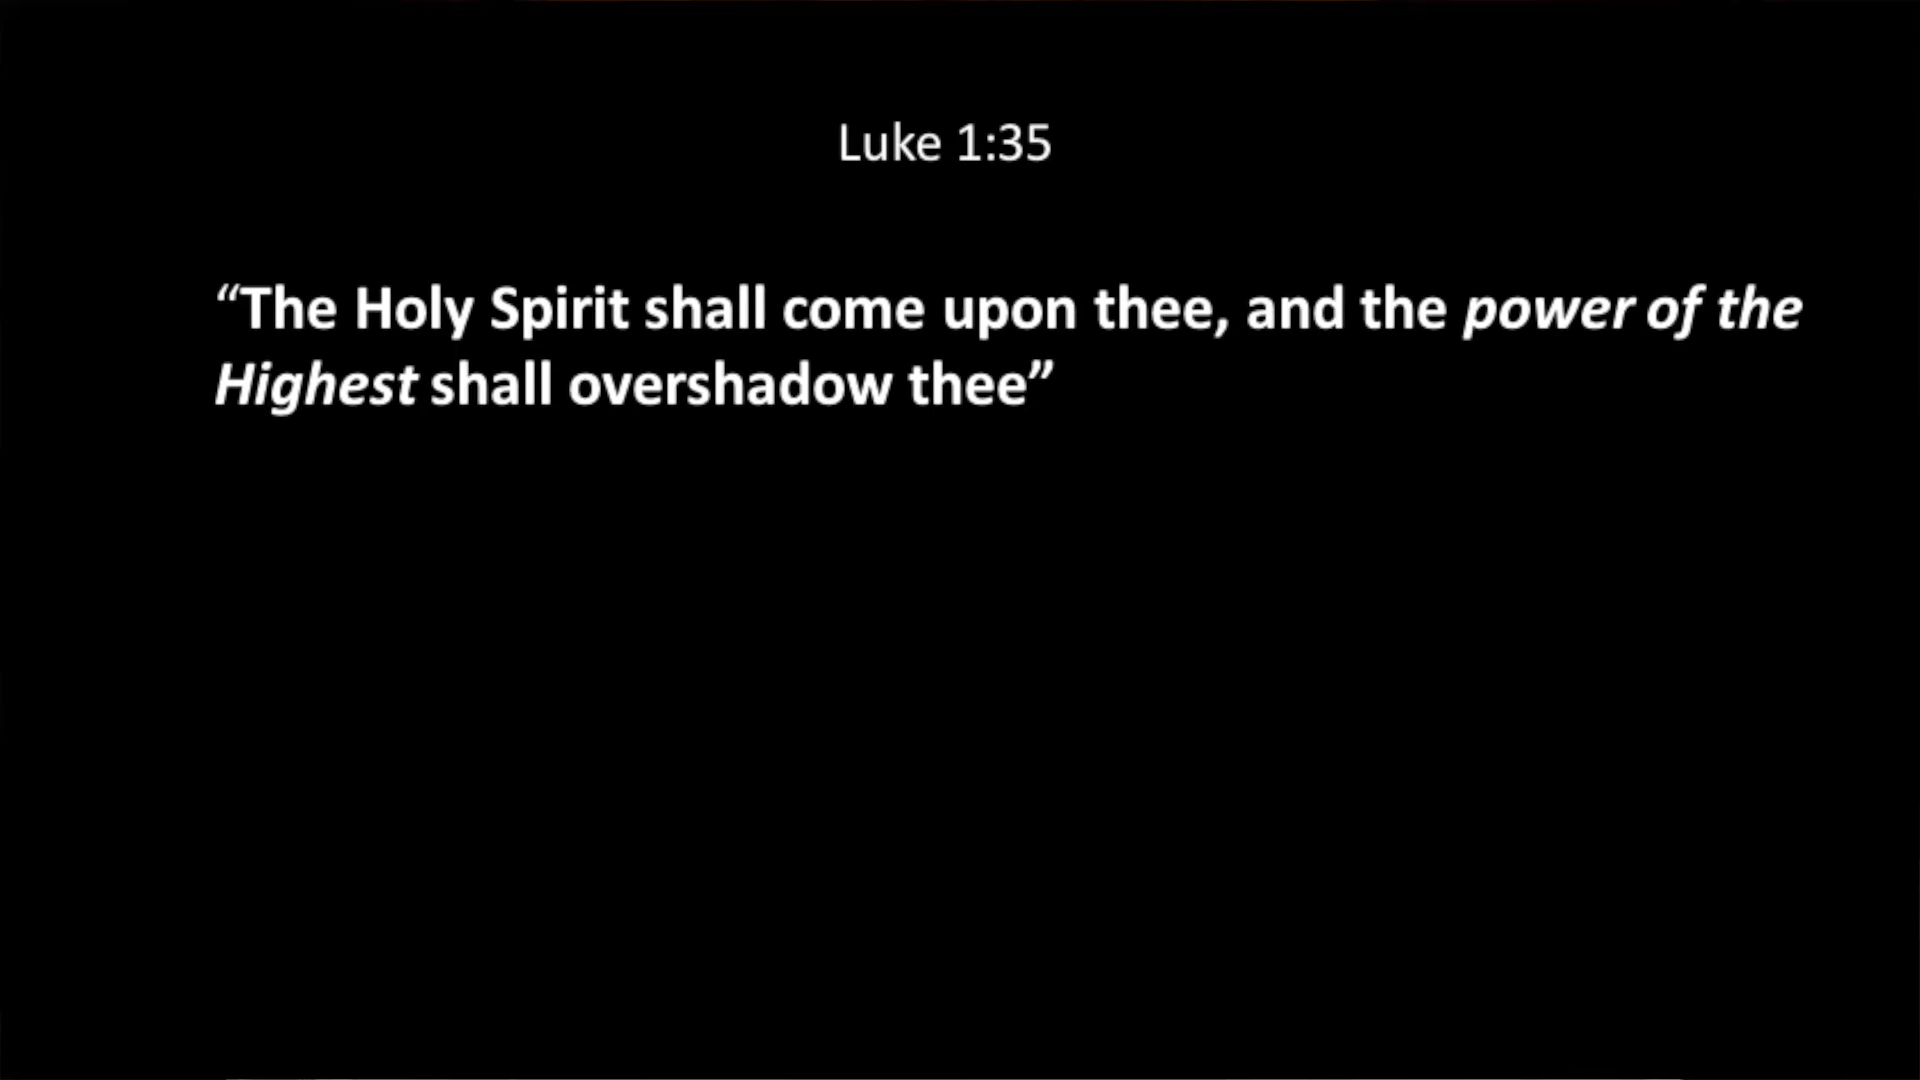 Luke 1:35
“The Holy Spirit shall come upon thee, and the power of the
Highest shall overshadow thee”